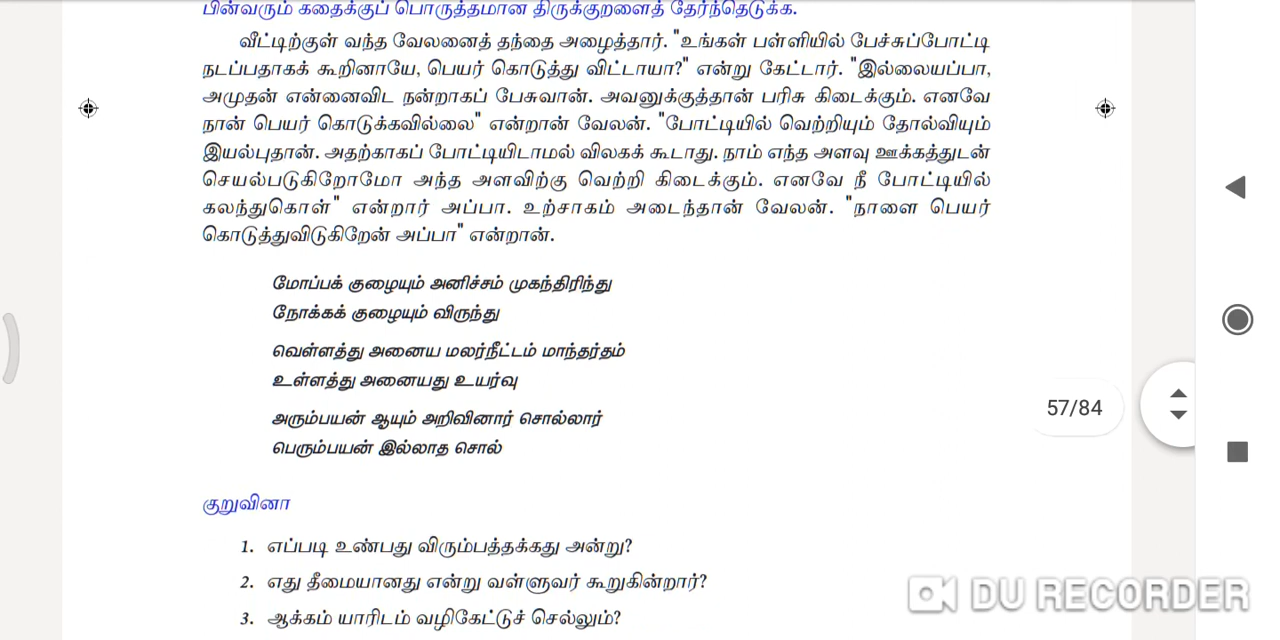 பின்வரும் கதைக்குப் பொருத்தமான திருக்குறளைத் தேர்ந்தெடுக்க.
வீட்டிற்குள் வந்த வேலனைத் தந்தை அழைத்தார். "உங்கள் பள்ளியில் பேச்சுப்போட்டி
நடப்பதாகக் கூறினாயே, பெயர் கொடுத்து விட்டாயா?" என்று கேட்டார். "இல்லையப்பா,
அமுதன் என்னைவிட நன்றாகப் பேசுவான். அவனுக்குத்தான் பரிசு கிடைக்கும். எனவே
நான் பெயர் கொடுக்கவில்லை" என்றான் வேலன். "போட்டியில் வெற்றியும் தோல்வியும்
இயல்புதான். அதற்காகப் போட்டியிடாமல் விலகக் கூடாது. நாம் எந்த அளவு ஊக்கத்துடன்
செயல்படுகிறோமோ அந்த அளவிற்கு வெற்றி கிடைக்கும். எனவே நீ போட்டியில்
கலந்துகொள்" என்றார் அப்பா. உற்சாகம் அடைந்தான் வேலன். "நாளை பெயர்
கொடுத்துவிடுகிறேன் அப்பா" என்றான்.
மோப்பக் குழையும் அனிச்சம் முகந்திரிந்து
நோக்கக் குழையும் விருந்து
வெள்ளத்து அனைய மலர்நீட்டம் மாந்தர்தம்
உள்ளத்து அனையது உயர்வு
அரும்பயன் ஆயும் அறிவினார் சொல்லார்
பெரும்பயன் இல்லாத சொல்
57/84
குறுவினா
1. எப்படி உண்பது விரும்பத்தக்கது அன்று?
2. எது தீமையானது என்று வள்ளுவர் கூறுகின்றார்?
3. ஆக்கம் யாரிடம் வழிகேட்டுச் செல்லும்?
DU RECORDER